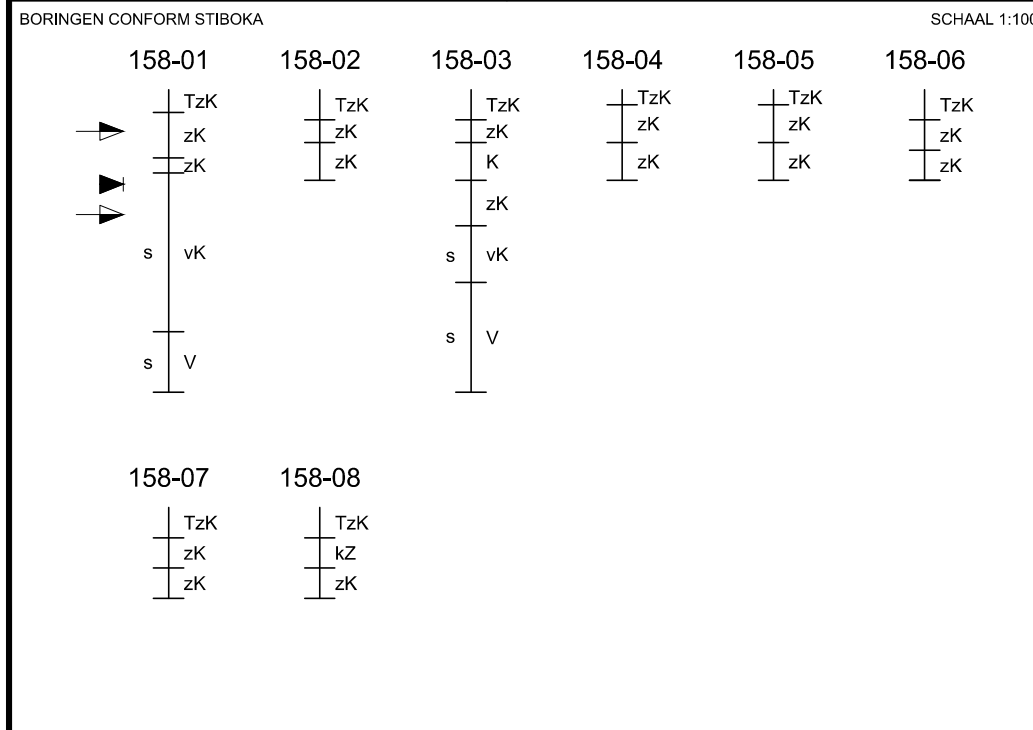 BORINGEN CONFORM STIBOKA SCHAAL 1:100
158-01 158-02 158-03 158-04 158-05 158-06
TzK TzK TzK TzK TzK TzK
zK zK zK zK zK zK
zK zK K zK zK zK
zK
s vK s vK
s V
s V
158-07 158-08
TzK TzK
zK kZ
zK zK